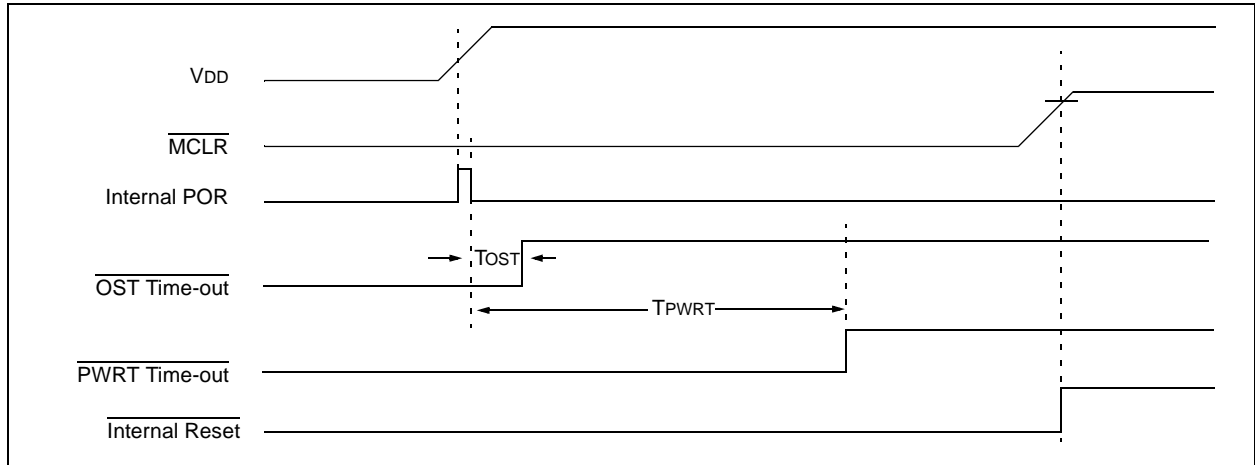 VDD
MCLR
Internal POR
TOST
OST Time-out
TPWRT
PWRT Time-out
Internal Reset